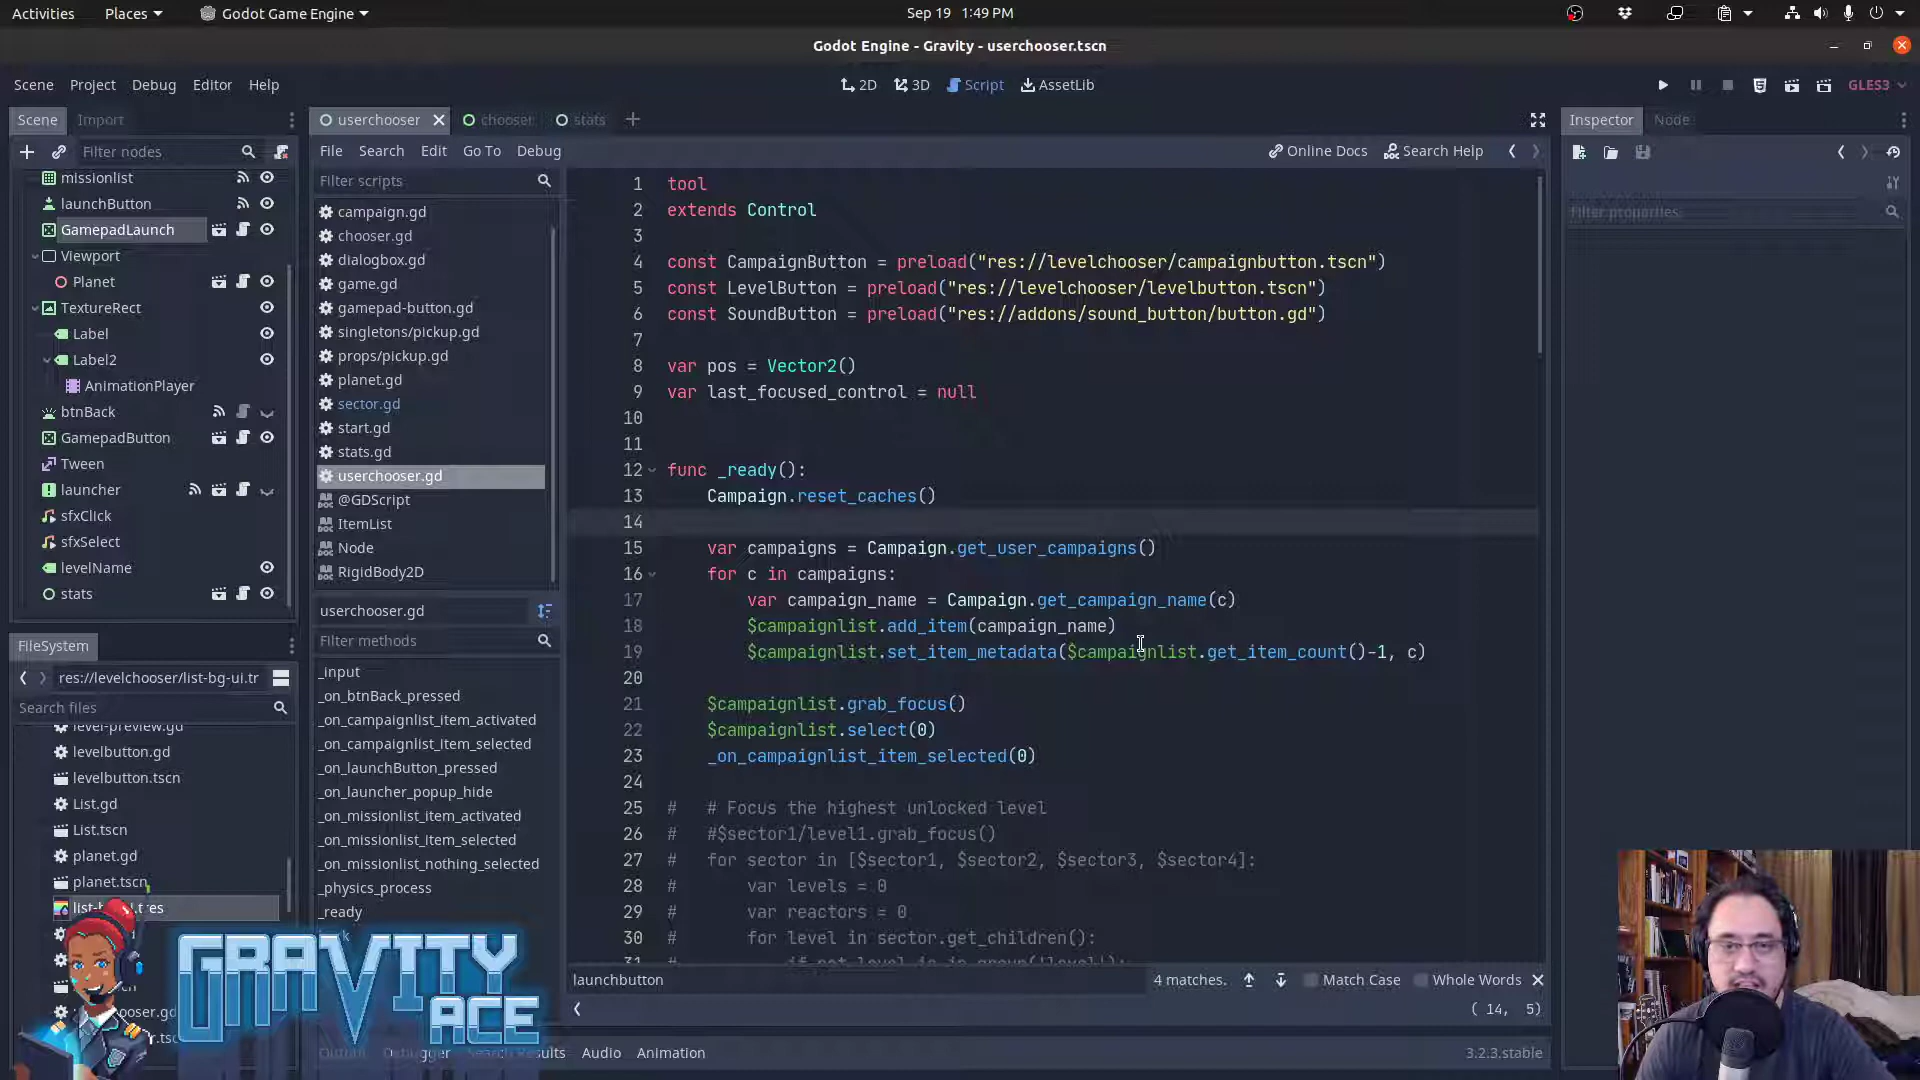 Activities Places Godot Game Engine Sep 19 1:49 PM
Godot Engine - Gravity - userchooser.tscn
Scene Project Debug Editor Help 2D 3D Script AssetLib GLES3
Scene Import
Filter nodes
missionlist
launchButton
GamepadLaunch
Viewport
Planet
TextureRect
Label
Label2
AnimationPlayer
btnBack
GamepadButton
Tween
launcher
sfxClick
sfxSelect
levelName
stats
FileSystem
res://levelchooser/list-bg-ui.tr
Search files
level-preview.gd
levelbutton.gd
levelbutton.tscn
List.gd
List.tscn
planet.gd
planet.tscn
GRAVITY
ACE
userchooser chooser stats
File Search Edit Go To Debug Online Docs Search Help
Filter scripts
campaign.gd
chooser.gd
dialogbox.gd
game.gd
gamepad-button.gd
singletons/pickup.gd
props/pickup.gd
planet.gd
sector.gd
start.gd
stats.gd
userchooser.gd
@GDScript
ItemList
Node
RigidBody2D
userchooser.gd
Filter methods
_input
_on_btnBack_pressed
_on_campaignlist_item_activated
_on_campaignlist_item_selected
_on_launchButton_pressed
_on_launcher_popup_hide
_on_missionlist_item_activated
_on_missionlist_item_selected
_on_missionlist_nothing_selected
_physics_process
_ready
1 tool
2 extends Control
3
4 const CampaignButton = preload("res://levelchooser/campaignbutton.tscn")
5 const LevelButton = preload("res://levelchooser/levelbutton.tscn")
6 const SoundButton = preload("res://addons/sound_button/button.gd")
7
8 var pos = Vector2()
9 var last_focused_control = null
10
11
12 func _ready():
13 Campaign.reset_caches()
14
15 var campaigns = Campaign.get_user_campaigns()
16 for c in campaigns:
17 var campaign_name = Campaign.get_campaign_name(c)
18 $campaignlist.add_item(campaign_name)
19 $campaignlist.set_item_metadata($campaignlist.get_item_count()-1, c)
20
21 $campaignlist.grab_focus()
22 $campaignlist.select(0)
23 _on_campaignlist_item_selected(0)
24
25 # # Focus the highest unlocked level
26 # #$sector1/level1.grab_focus()
27 # for sector in [$sector1, $sector2, $sector3, $sector4]:
28 # var levels = 0
29 # var reactors = 0
30 # for level in sector.get_children():
launchbutton 4 matches. Match Case Whole Words
( 14, 5)
Output Debugger Search Results Audio Animation 3.2.3.stable
Inspector Node
Filter properties